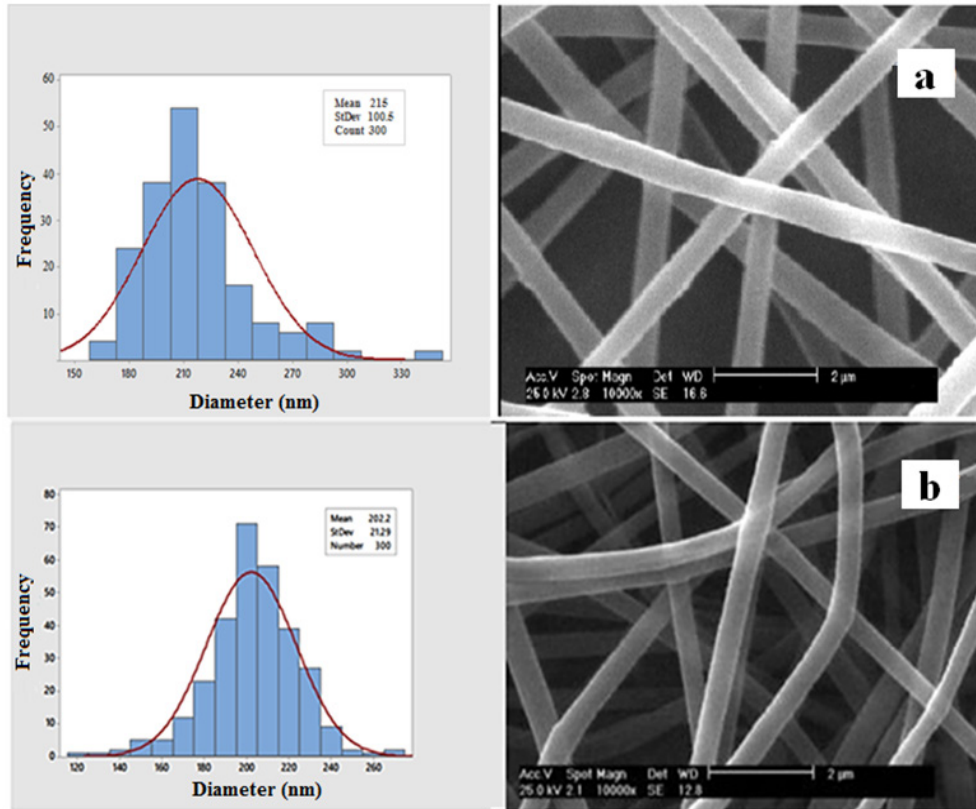 60
50
40
30
20
10
Frequency
Mean 215
StDev 100.5
Count 300
150 180 210 240 270 300 330
Diameter (nm)
a
Acc.V Spot Magn Det WD 2 µm
25.0 kV 2.8 10000x SE 16.6
80
70
60
50
40
30
20
10
0
Frequency
Mean 202.2
StDev 21.29
Number 300
120 140 160 180 200 220 240 260
Diameter (nm)
b
Acc.V Spot Magn Det WD 2 µm
25.0 kV 2.1 10000x SE 12.8